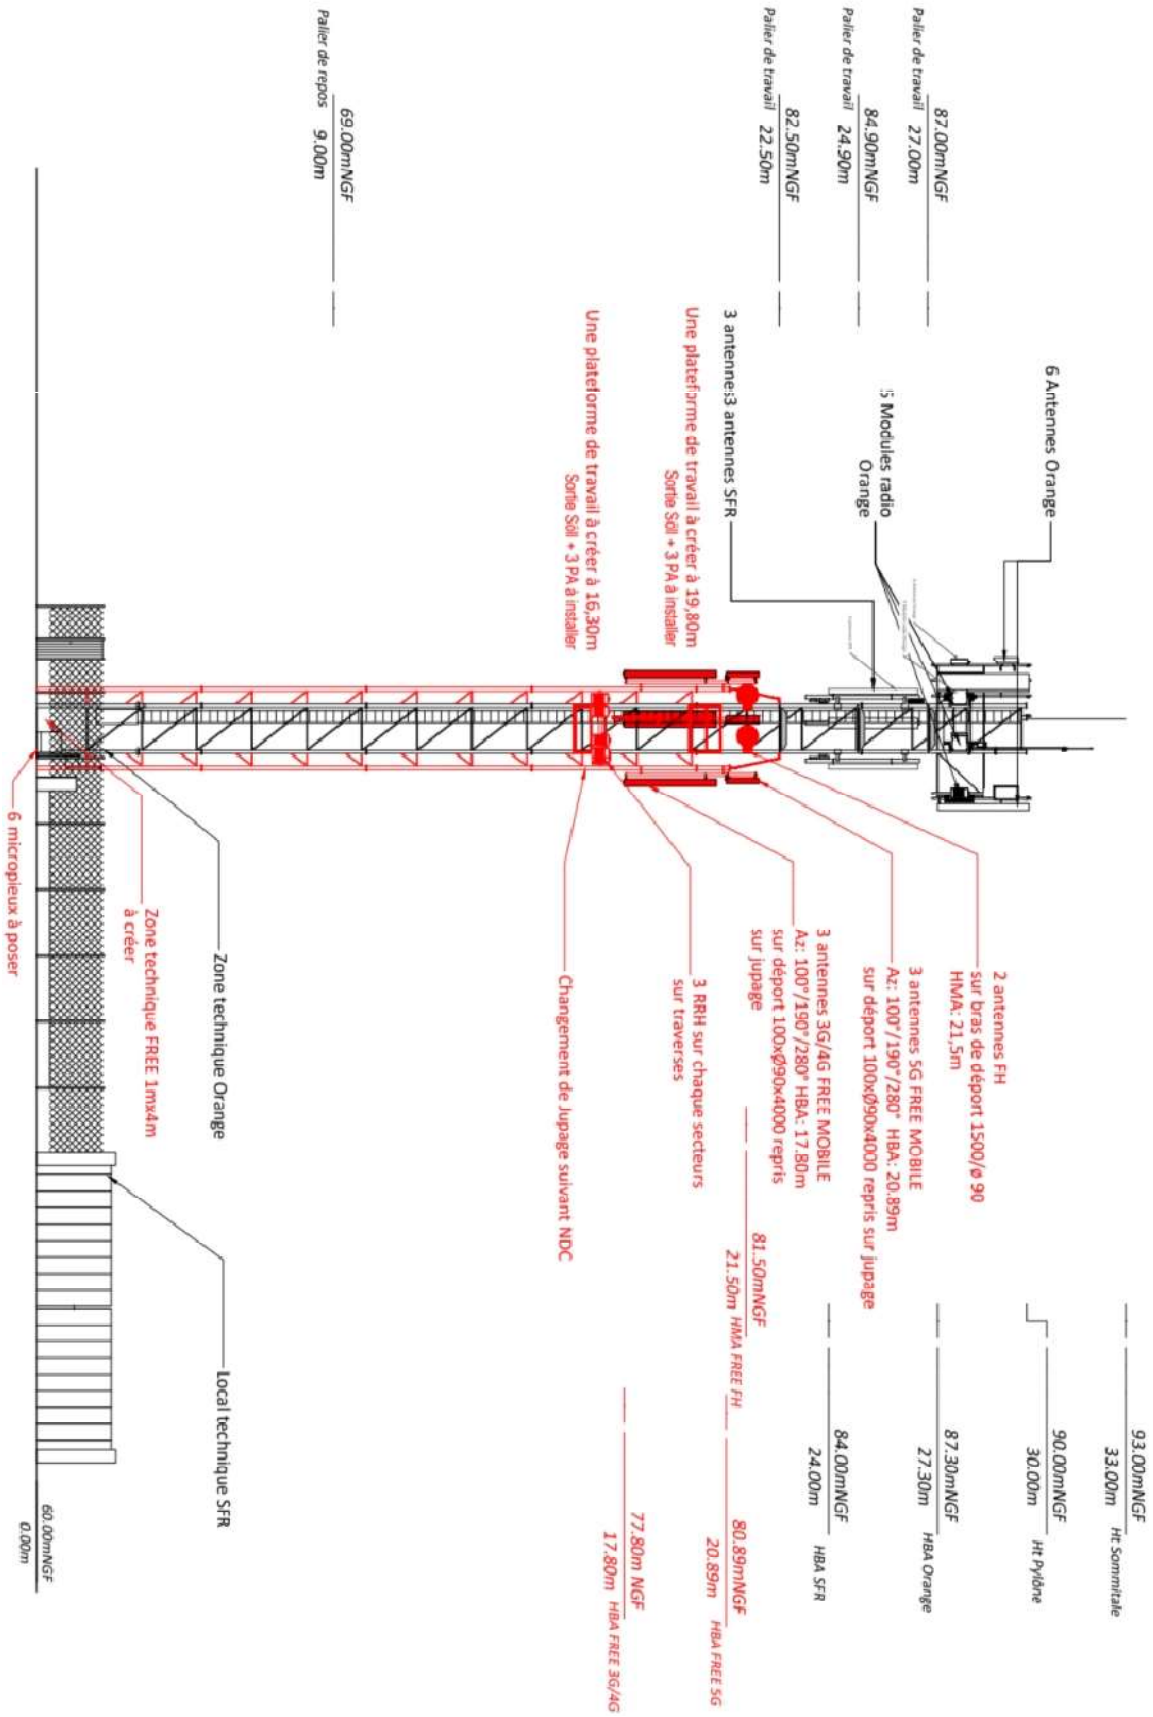 93.00mNGF
33.00m Ht Sommitale
90.00mNGF
30.00m Ht Pylône
87.30mNGF
27.30m HBA Orange
84.00mNGF
24.00m HBA SFR
81.50mNGF
21.50m HMA FREE FH
80.89mNGF
20.89m HBA FREE 5G
77.80m NGF
17.80m HBA FREE 3G/4G
60.00mNGF
0.00m
87.00mNGF
Palier de travail 27.00m
84.90mNGF
Palier de travail 24.90m
82.50mNGF
Palier de travail 22.50m
69.00mNGF
Palier de repos 9.00m
6 Antennes Orange
5 Modules radio
Orange
3 antennes3 antennes SFR
Une plateforme de travail à créer à 19,80m
Sortie Söll + 3 PA à installer
Une plateforme de travail à créer à 16,30m
Sortie Söll + 3 PA à installer
2 antennes FH
sur bras de déport 1500/ø 90
HMA: 21,5m
3 antennes 5G FREE MOBILE
Az: 100°/190°/280° HBA: 20.89m
sur déport 100xØ90x4000 repris sur jupage
3 antennes 3G/4G FREE MOBILE
Az: 100°/190°/280° HBA: 17.80m
sur déport 100xØ90x4000 repris
sur jupage
3 RRH sur chaque secteurs
sur traverses
Changement de Jupage suivant NDC
Zone technique Orange
Zone technique FREE 1mx4m
à créer
6 micropieux à poser
Local technique SFR